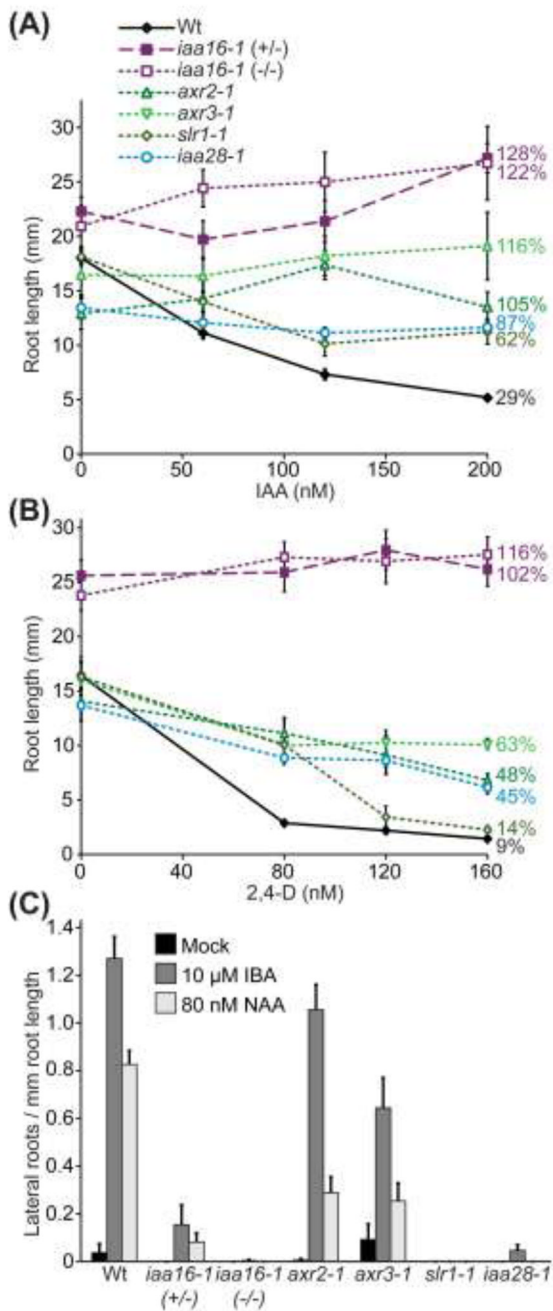 (A)
Wt
iaa16-1 (+/-)
iaa16-1 (-/-)
axr2-1
axr3-1
slr1-1
iaa28-1
30
25
20
15
10
5
0
Root length (mm)
128%
122%
116%
105%
87%
62%
29%
0 50 100 150 200
IAA (nM)
(B)
30
25
20
15
10
5
0
Root length (mm)
116%
102%
63%
48%
45%
14%
9%
0 40 80 120 160
2,4-D (nM)
(C)
1.4
1.2
1.0
0.8
0.6
0.4
0.2
0
Lateral roots / mm root length
Mock
10 µM IBA
80 nM NAA
Wt iaa16-1 iaa16-1 axr2-1 axr3-1 slr1-1 iaa28-1
(+/-) (-/-)